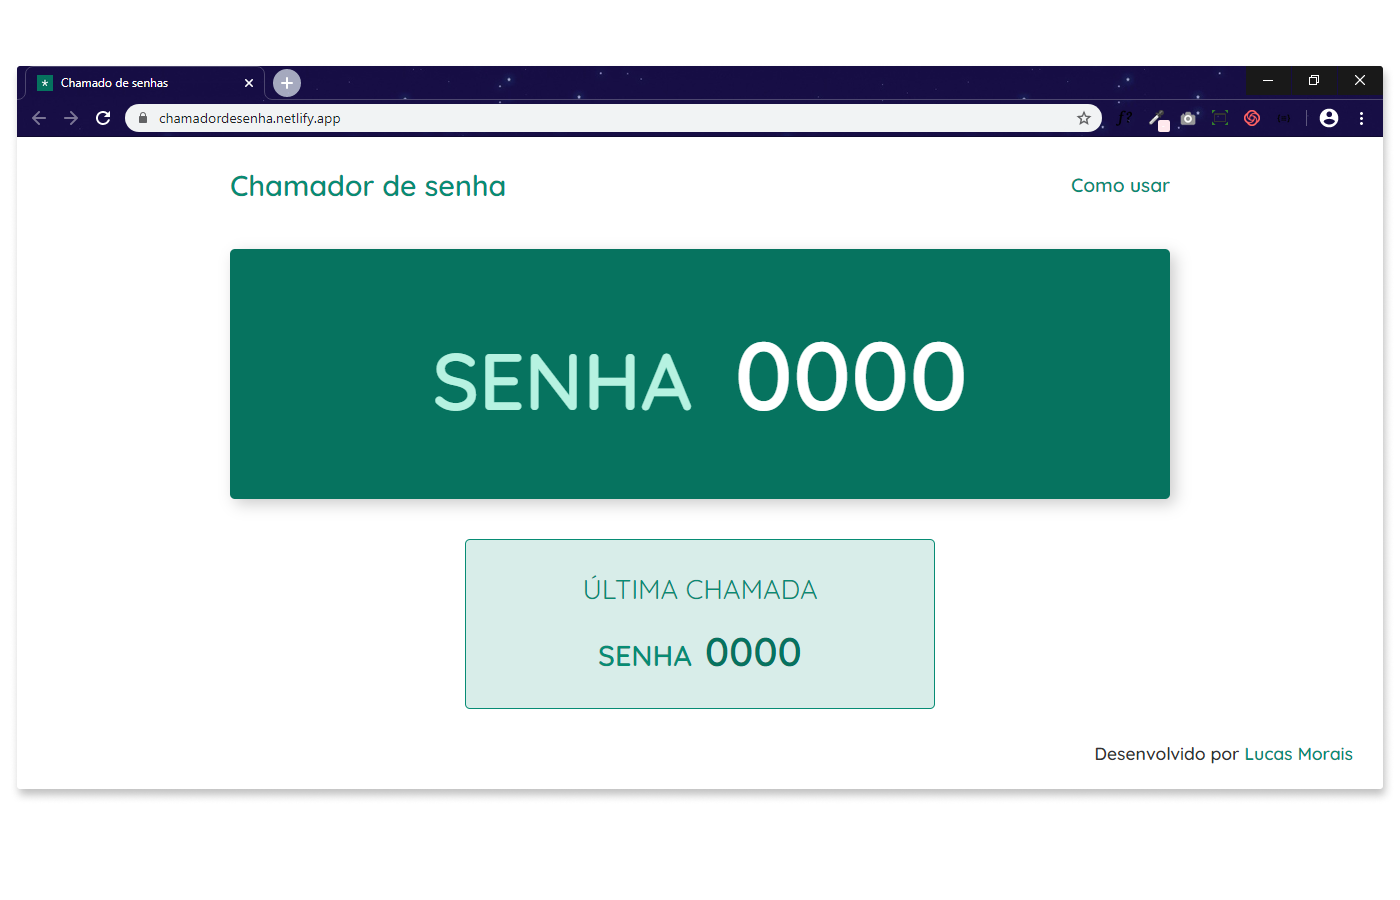 Chamado de senhas
chamadordesenha.netlify.app
f?
Chamador de senha
Como usar
SENHA 0000
ÚLTIMA CHAMADA
SENHA 0000
Desenvolvido por Lucas Morais